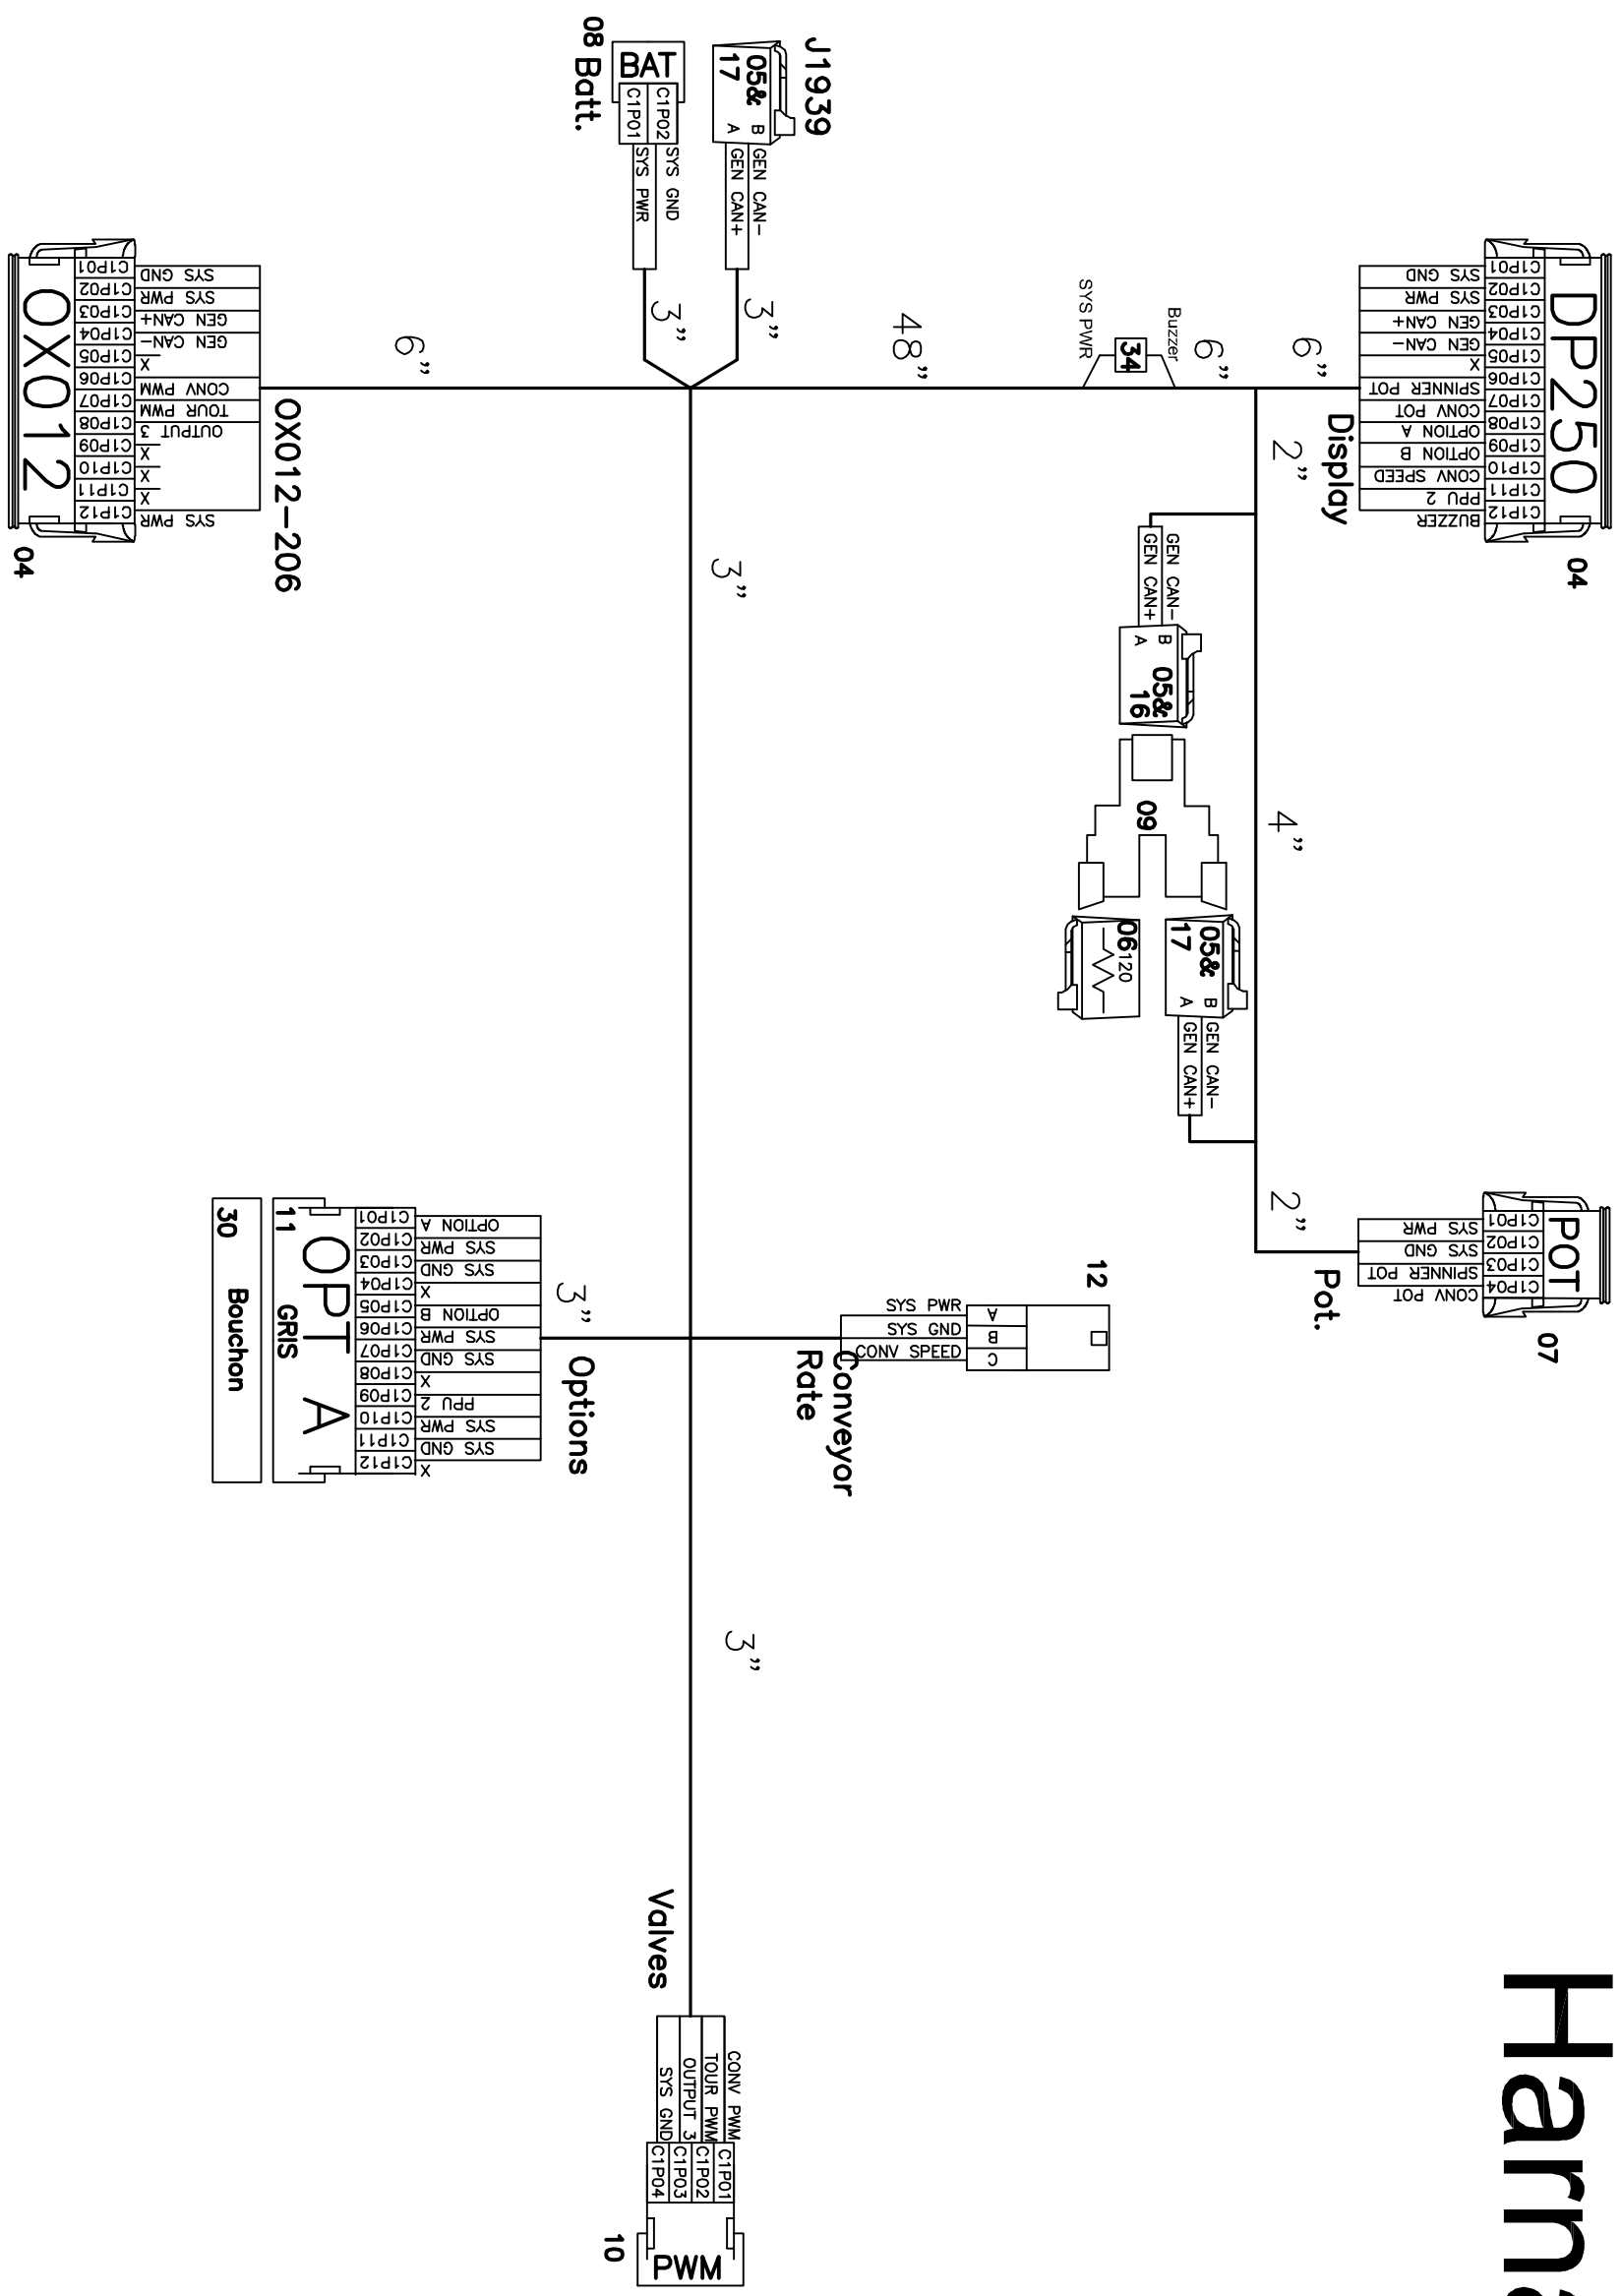 J1939
05&
17
B
A
GEN CAN-
GEN CAN+
3"
BAT
C1P02
C1P01
SYS GND
SYS PWR
08 Batt.
3"
DP250
04
C1P01
C1P02
C1P03
C1P04
C1P05
C1P06
C1P07
C1P08
C1P09
C1P10
C1P11
C1P12
SYS GND
SYS PWR
GEN CAN+
GEN CAN-
X
SPINNER POT
CONV POT
OPTION A
OPTION B
CONV SPEED
PPU 2
BUZZER
Display
6"
6"
Buzzer
34
SYS PWR
48"
2"
GEN CAN-
GEN CAN+
B
A
05&
16
09
4"
06
120
05&
17
B
A
GEN CAN-
GEN CAN+
2"
POT
07
C1P01
C1P02
C1P03
C1P04
SYS PWR
SYS GND
SPINNER POT
CONV POT
Pot.
OX012
04
C1P01
C1P02
C1P03
C1P04
C1P05
C1P06
C1P07
C1P08
C1P09
C1P10
C1P11
C1P12
SYS GND
SYS PWR
GEN CAN+
GEN CAN-
X
CONV PWM
TOUR PWM
OUTPUT 3
X
X
X
SYS PWR
OX012-206
6"
3"
12
A
B
C
SYS PWR
SYS GND
CONV SPEED
Conveyor
Rate
3"
Options
OPTION A
SYS PWR
SYS GND
X
OPTION B
SYS PWR
SYS GND
X
PPU 2
SYS PWR
SYS GND
X
C1P01
C1P02
C1P03
C1P04
C1P05
C1P06
C1P07
C1P08
C1P09
C1P10
C1P11
C1P12
OPT A
11
GRIS
30
Bouchon
3"
Valves
CONV PWM
TOUR PWM
OUTPUT 3
SYS GND
C1P01
C1P02
C1P03
C1P04
PWM
10
Harn